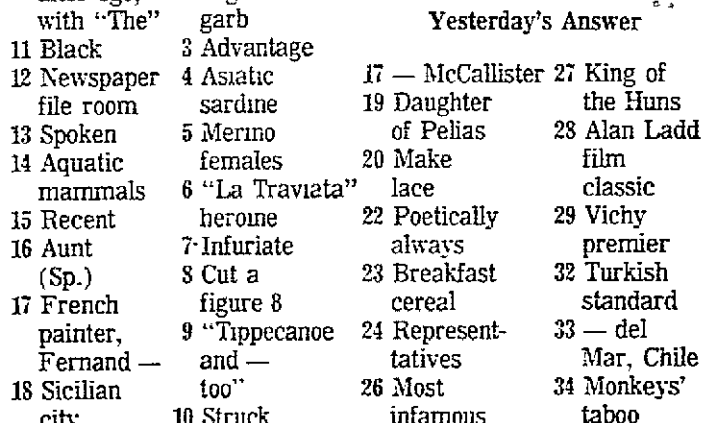 with "The"
11 Black
12 Newspaper
file room
13 Spoken
14 Aquatic
mammals
15 Recent
16 Aunt
(Sp.)
17 French
painter,
Fernand —
18 Sicilian
city
garb
3 Advantage
4 Asiatic
sardine
5 Merino
females
6 "La Traviata"
heroine
7 Infuriate
8 Cut a
figure 8
9 "Tippecanoe
and —
too"
10 Struck
Yesterday's Answer
17 — McCallister
19 Daughter
of Pelias
20 Make
lace
22 Poetically
always
23 Breakfast
cereal
24 Represent-
tatives
26 Most
infamous
27 King of
the Huns
28 Alan Ladd
film
classic
29 Vichy
premier
32 Turkish
standard
33 — del
Mar, Chile
34 Monkeys'
taboo